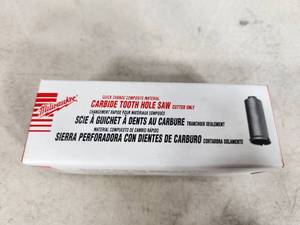 Milwaukee
QUICK CHANGE COMPOSITE MATERIAL
CARBIDE TOOTH HOLE SAW CUTTER ONLY
CHANGEMENT RAPIDE POUR MATÉRIAUX COMPOSÉS
SCIE À GUICHET À DENTS AU CARBURE TRANCHOIR SEULEMENT
MATERIAL COMPUESTO DE CAMBIO RÁPIDO
SIERRA PERFORADORA CON DIENTES DE CARBURO CORTADORA SOLAMENTE